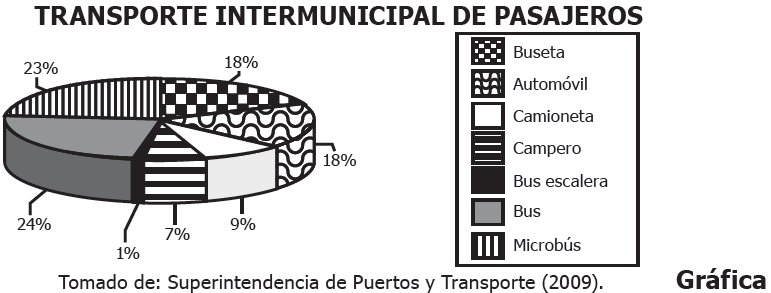 TRANSPORTE INTERMUNICIPAL DE PASAJEROS
23%
18%
18%
24%
1%
7%
9%
Buseta
Automóvil
Camioneta
Campero
Bus escalera
Bus
Microbús
Tomado de: Superintendencia de Puertos y Transporte (2009).
Gráfica